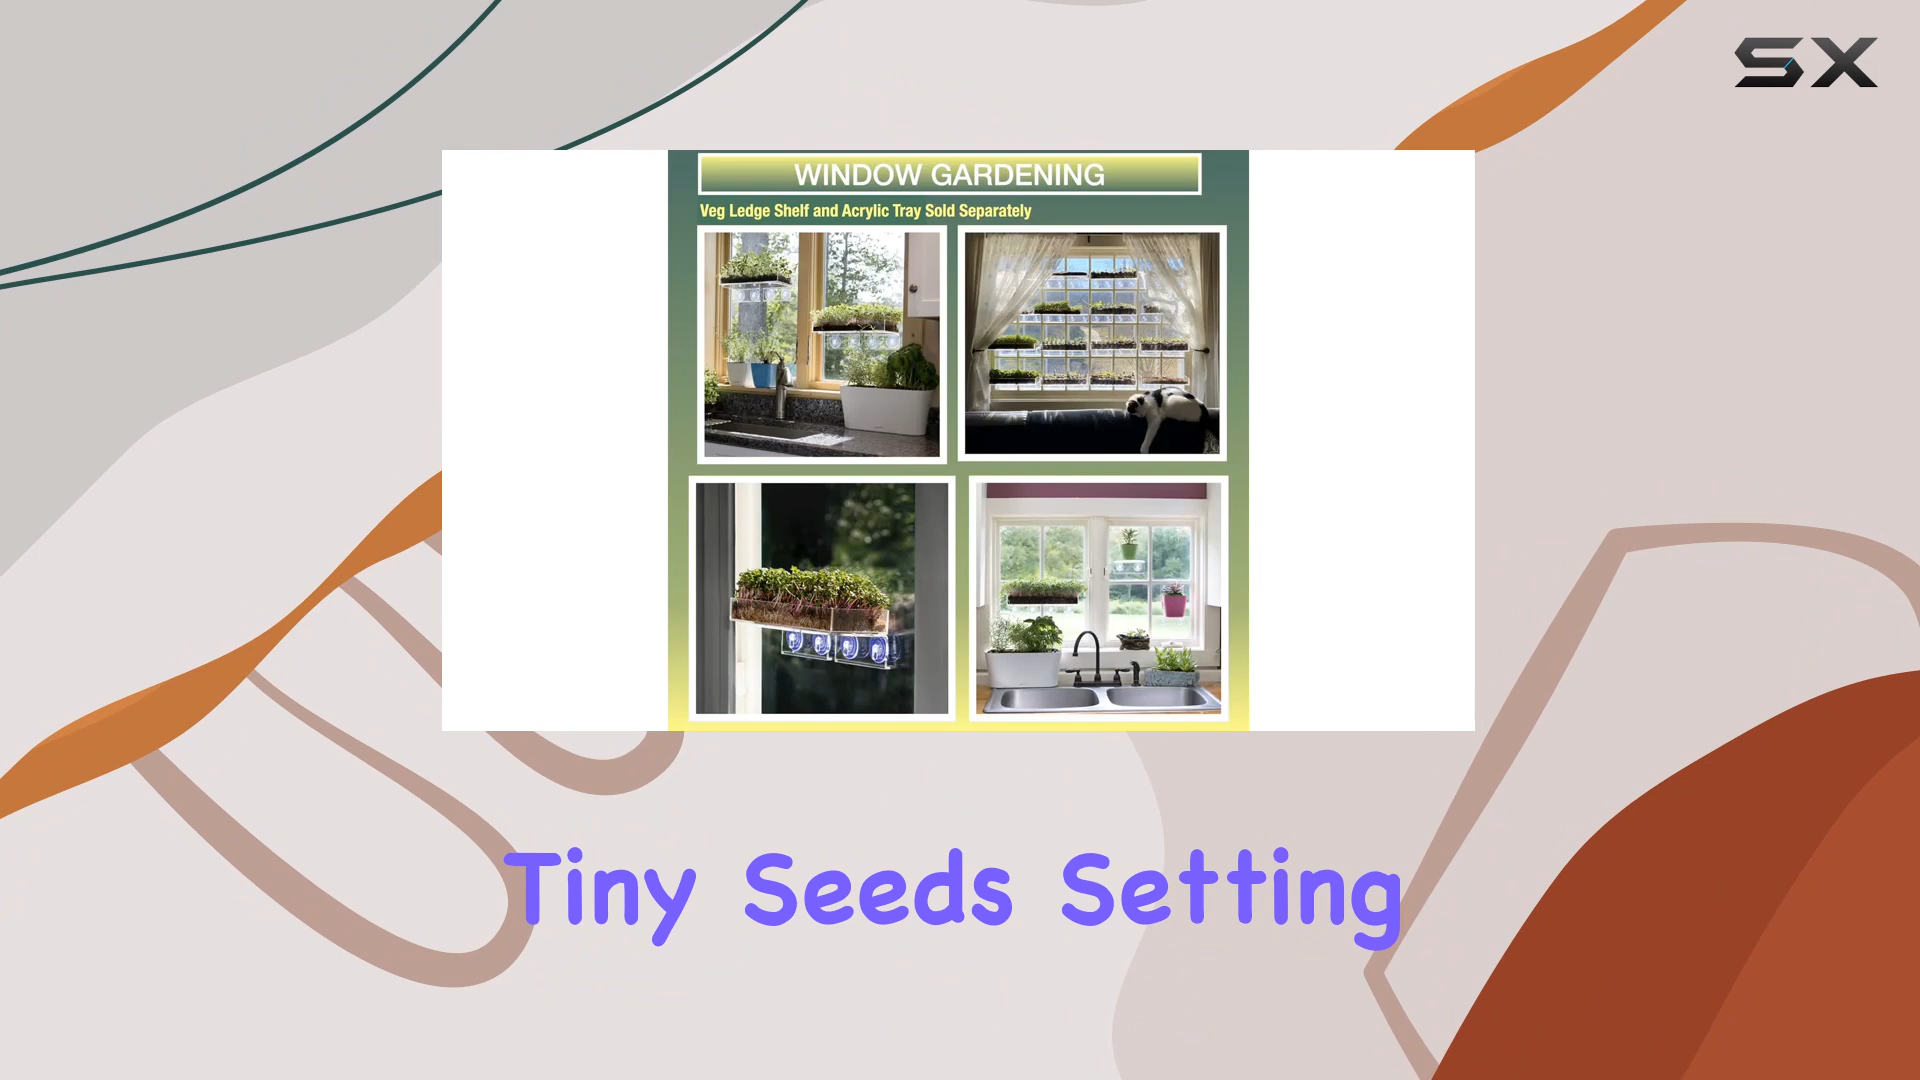 SX
WINDOW GARDENING
Veg Ledge Shelf and Acrylic Tray Sold Separately
Tiny Seeds Setting